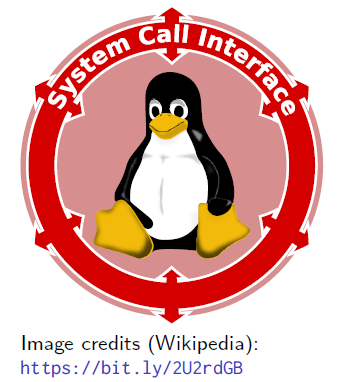 System Call Interface
Image credits (Wikipedia):
https://bit.ly/2U2rdGB